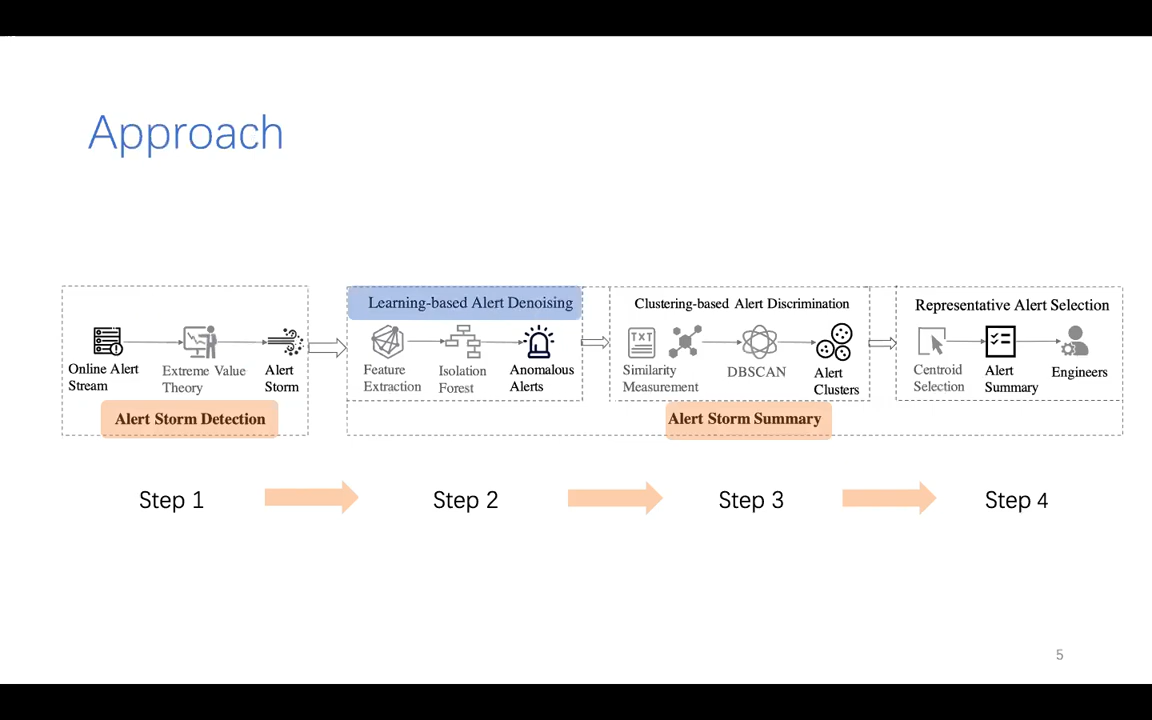 Approach
Online Alert
Stream
Extreme Value
Theory
Alert
Storm
Alert Storm Detection
Learning-based Alert Denoising
Feature
Extraction
Isolation
Forest
Anomalous
Alerts
Clustering-based Alert Discrimination
TXT
Similarity
Measurement
DBSCAN
Alert
Clusters
Representative Alert Selection
Centroid
Selection
Alert
Summary
Engineers
Alert Storm Summary
Step 1
Step 2
Step 3
Step 4
5